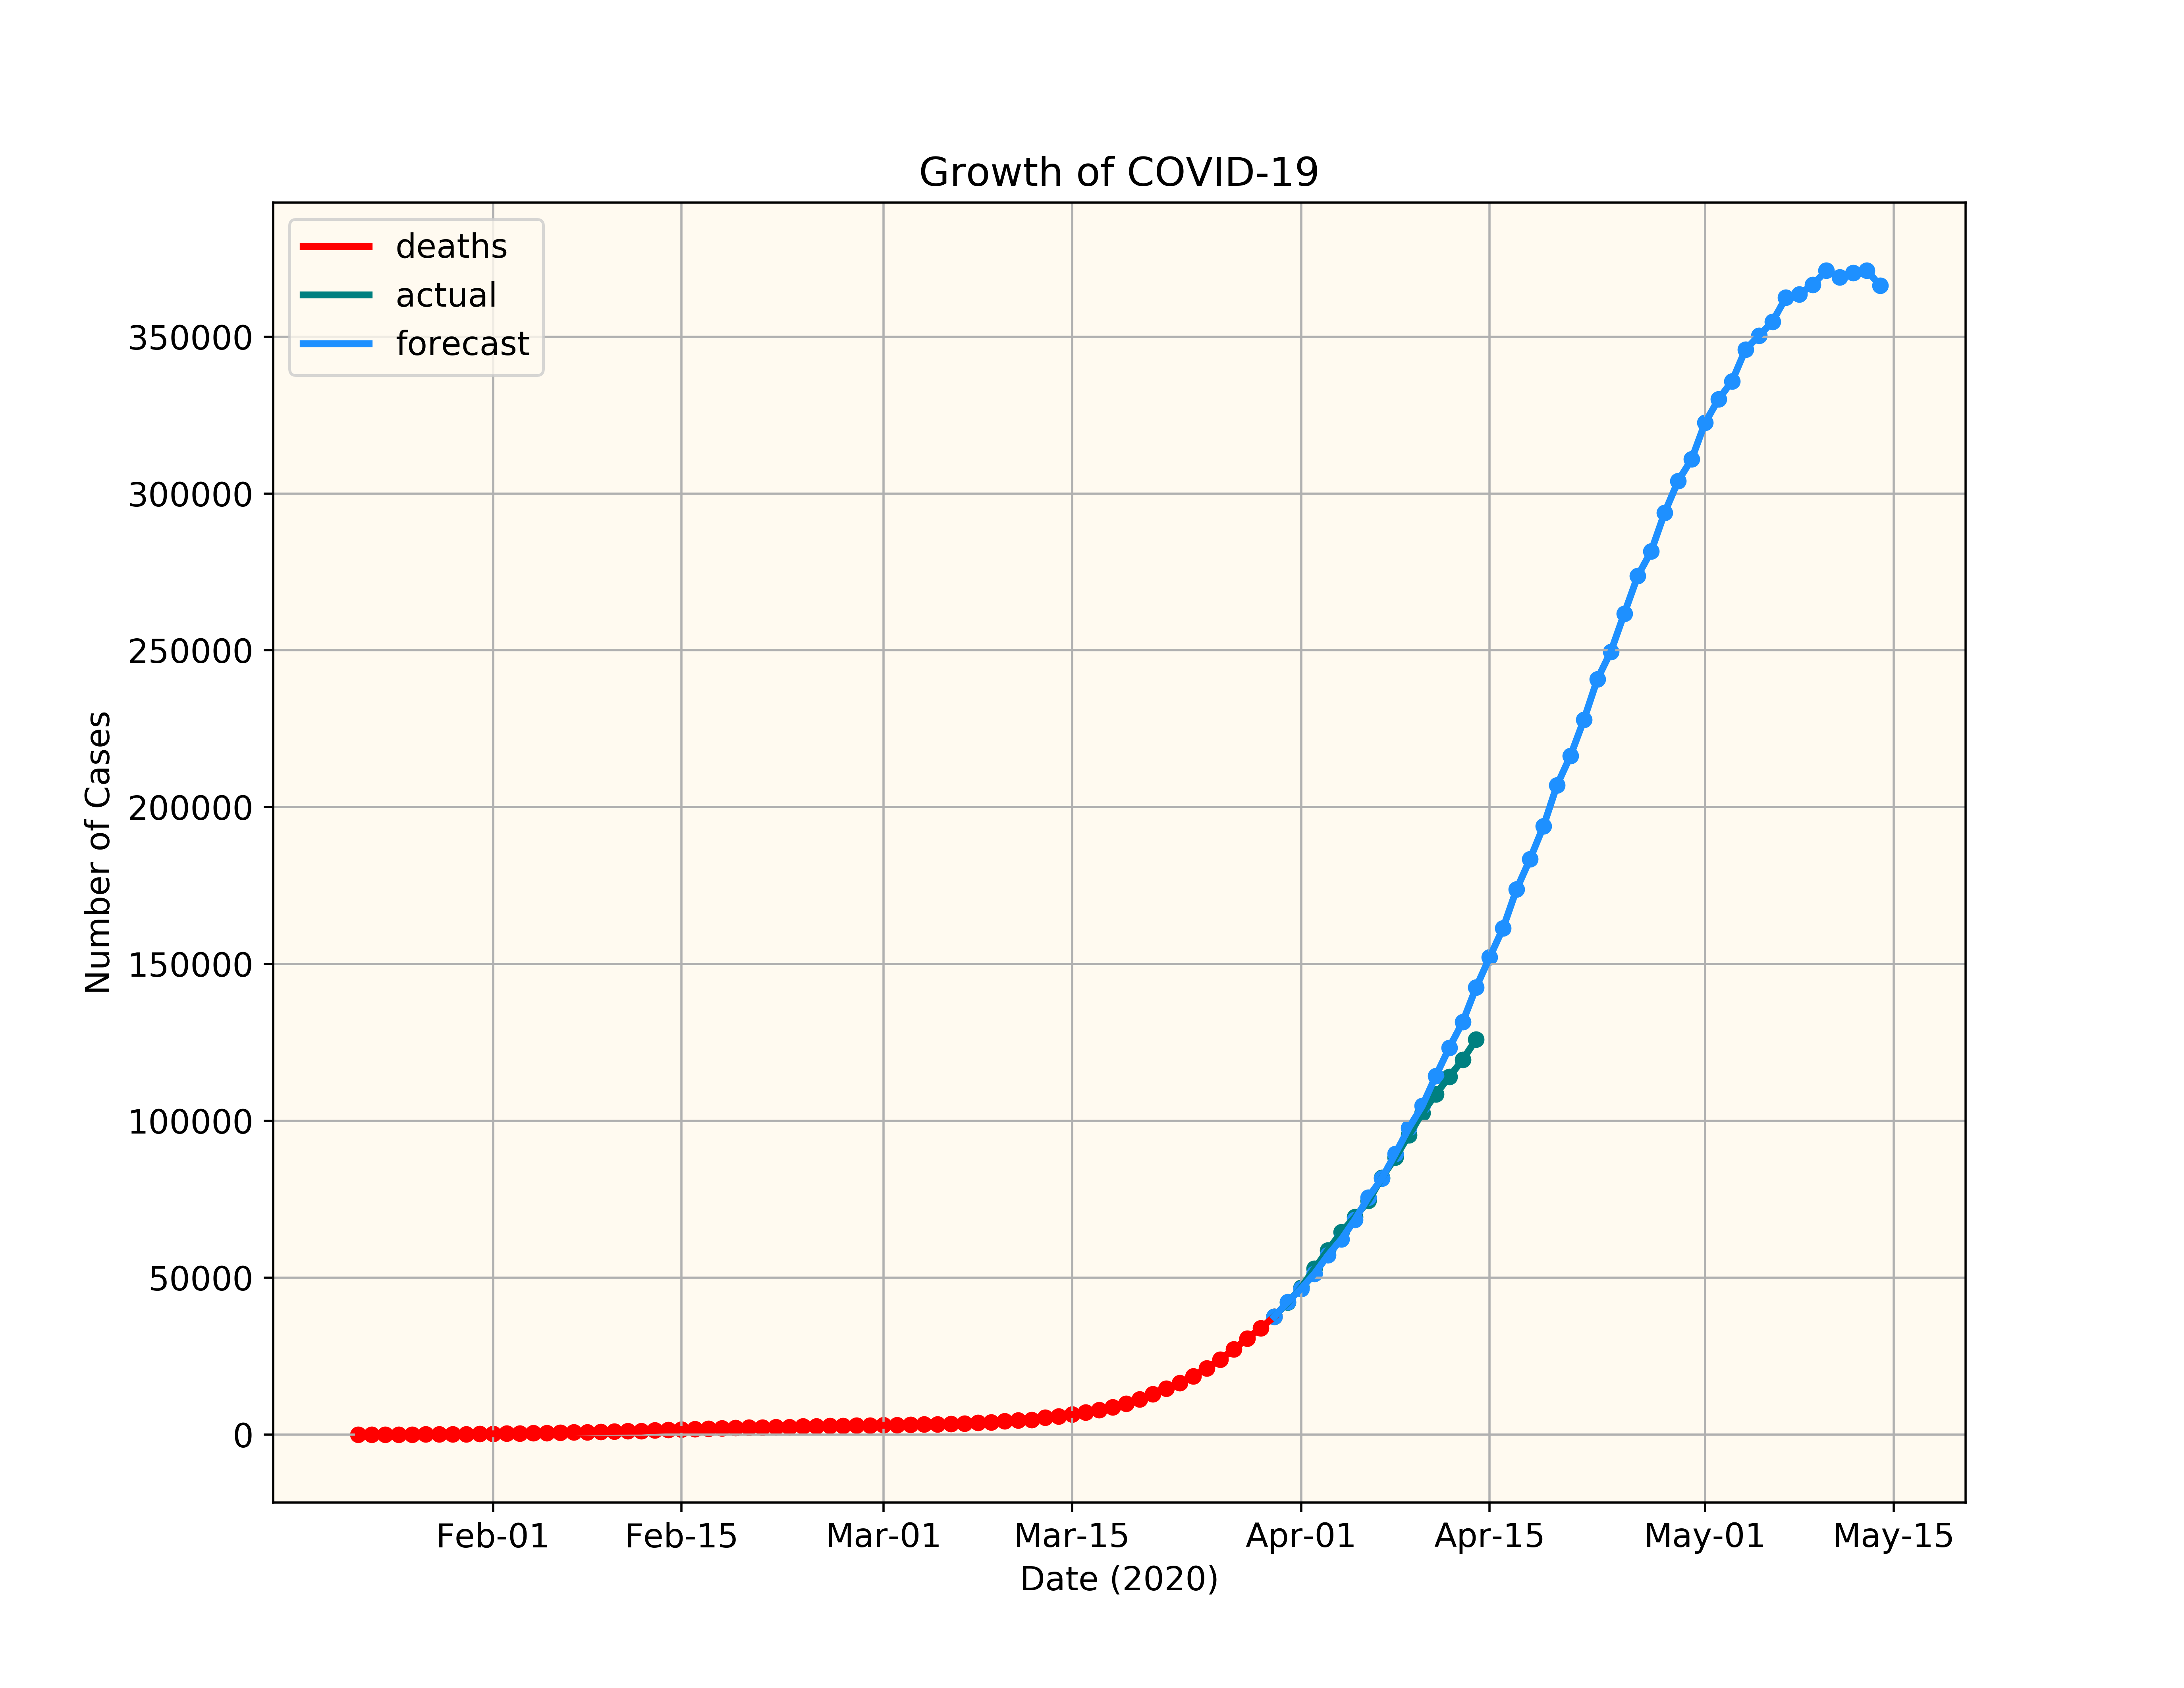 Growth of COVID-19
deaths
actual
forecast
350000
300000
250000
200000
150000
100000
50000
0
Number of Cases
Feb-01 Feb-15 Mar-01 Mar-15 Apr-01 Apr-15 May-01 May-15
Date (2020)